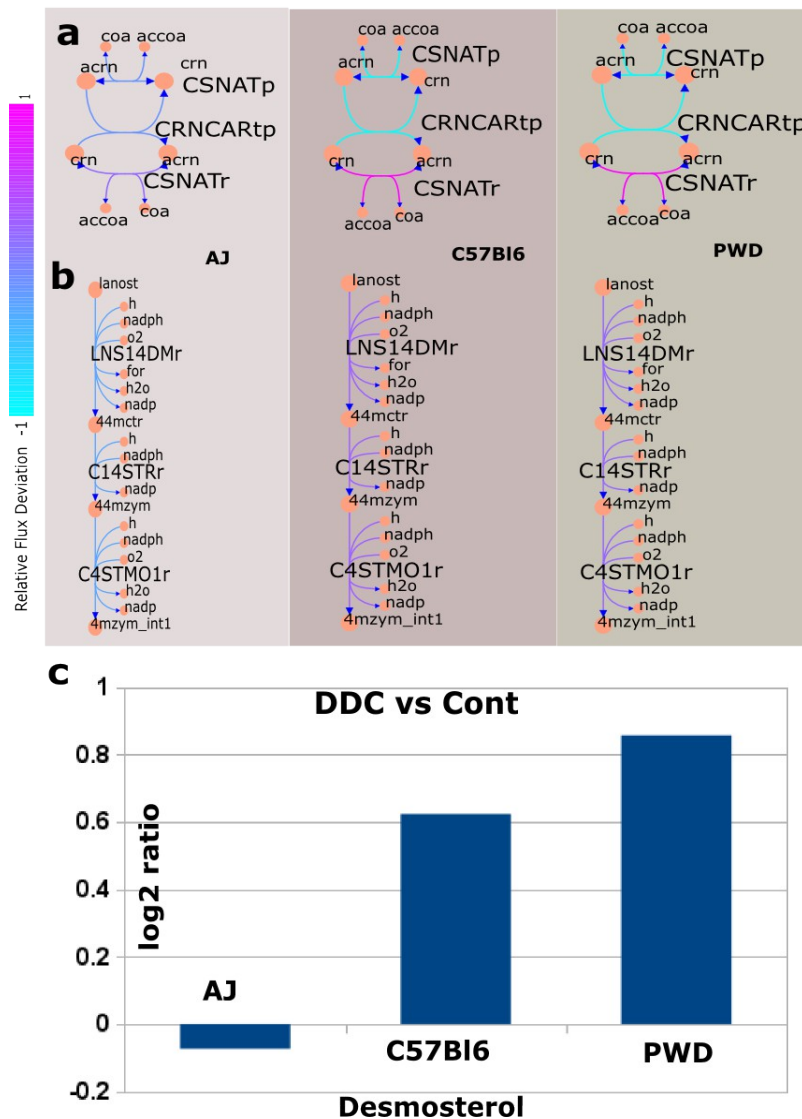 a
coa accoa
acrn
crn
CSNATp
CRNCARtp
crn
acrn
CSNATr
accoa
coa
AJ
coa accoa
acrn
CSNATp
crn
CRNCARtp
crn
acrn
CSNATr
accoa
coa
C57Bl6
coa accoa
acrn
CSNATp
crn
CRNCARtp
crn
acrn
CSNATr
accoa
coa
PWD
1
Relative Flux Deviation
-1
b
lanost
h
nadph
o2
LNS14DMr
for
h2o
nadp
44mctr
h
nadph
C14STRr
nadp
44mzym
h
nadph
o2
C4STMO1r
h2o
nadp
4mzym_int1
lanost
h
nadph
o2
LNS14DMr
for
h2o
nadp
44mctr
h
nadph
C14STRr
nadp
44mzym
h
nadph
o2
C4STMO1r
h2o
nadp
4mzym_int1
lanost
h
nadph
o2
LNS14DMr
for
h2o
nadp
44mctr
h
nadph
C14STRr
nadp
44mzym
h
nadph
o2
C4STMO1r
h2o
nadp
4mzym_int1
c
DDC vs Cont
log2 ratio
1
0.8
0.6
0.4
0.2
0
-0.2
AJ
C57Bl6
PWD
Desmosterol